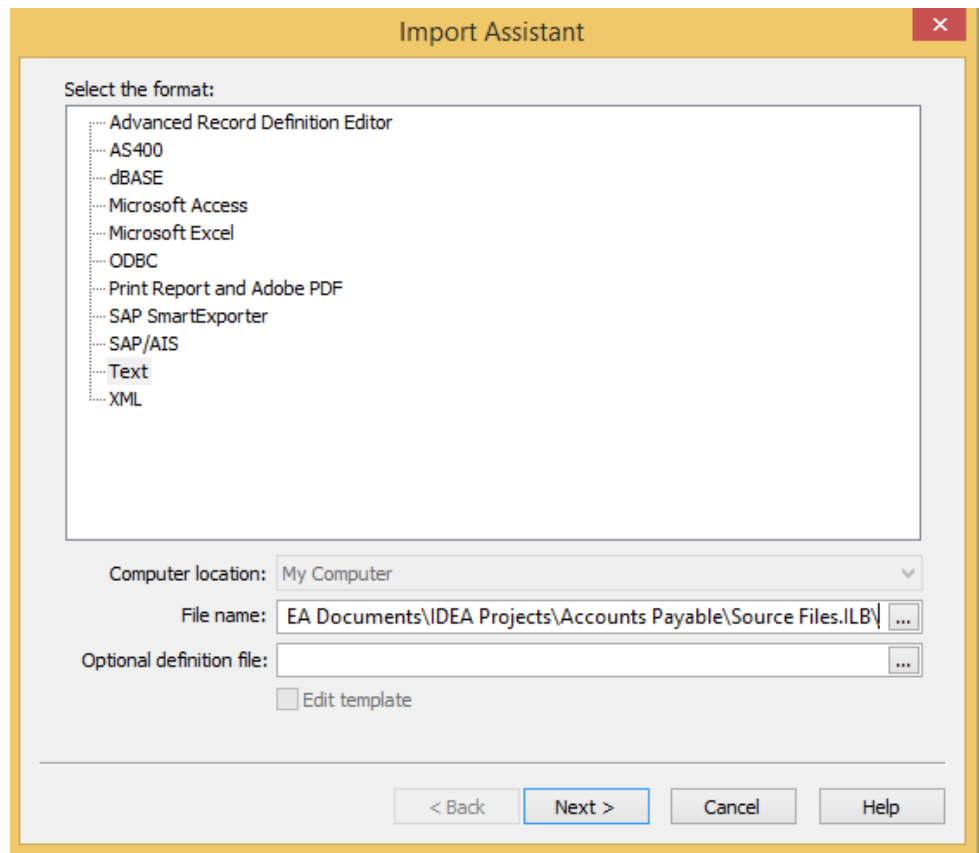 Import Assistant
Select the format:
Advanced Record Definition Editor
AS400
dBASE
Microsoft Access
Microsoft Excel
ODBC
Print Report and Adobe PDF
SAP SmartExporter
SAP/AIS
Text
XML
Computer location: My Computer
File name: EA Documents\IDEA Projects\Accounts Payable\Source Files.ILB\ ...
Optional definition file: ...
Edit template
< Back Next > Cancel Help